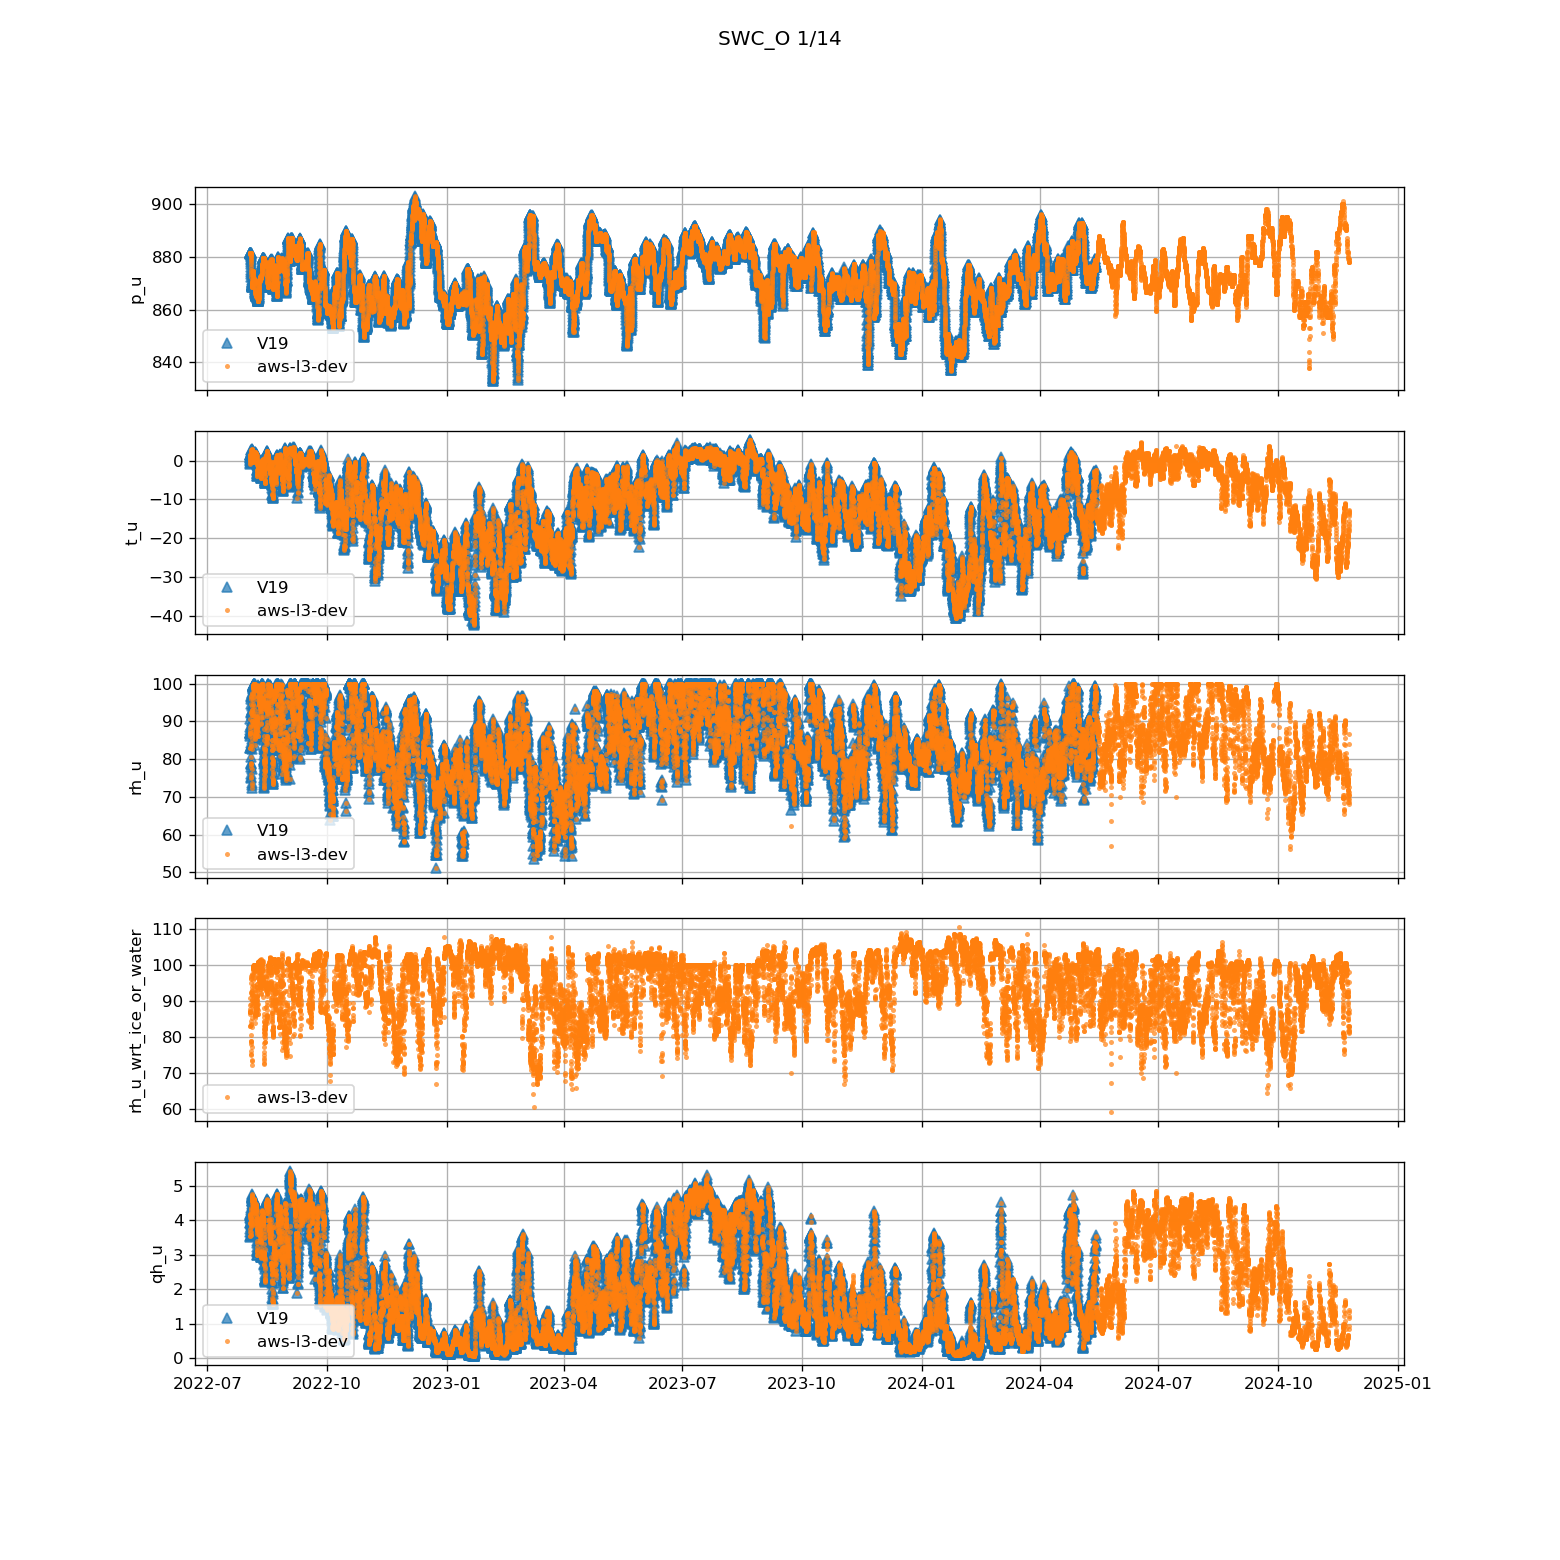 SWC_O 1/14
p_u
900
880
860
840
V19
aws-l3-dev
t_u
0
−10
−20
−30
−40
V19
aws-l3-dev
rh_u
100
90
80
70
60
50
V19
aws-l3-dev
rh_u_wrt_ice_or_water
110
100
90
80
70
60
aws-l3-dev
qh_u
5
4
3
2
1
0
V19
aws-l3-dev
2022-07 2022-10 2023-01 2023-04 2023-07 2023-10 2024-01 2024-04 2024-07 2024-10 2025-01